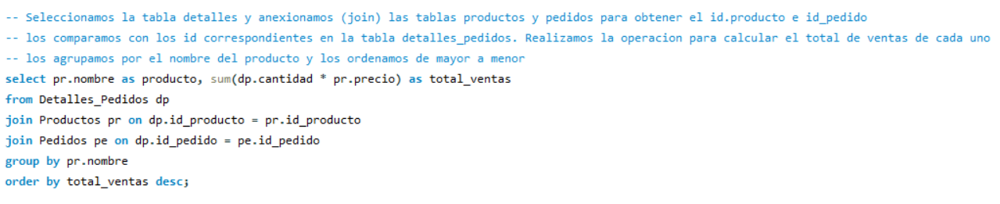 -- Seleccionamos la tabla detalles y anexionamos (join) las tablas productos y pedidos para obtener el id.producto e id_pedido
-- los comparamos con los id correspondientes en la tabla detalles_pedidos. Realizamos la operacion para calcular el total de ventas de cada uno
-- los agrupamos por el nombre del producto y los ordenamos de mayor a menor
select pr.nombre as producto, sum(dp.cantidad * pr.precio) as total_ventas
from Detalles_Pedidos dp
join Productos pr on dp.id_producto = pr.id_producto
join Pedidos pe on dp.id_pedido = pe.id_pedido
group by pr.nombre
order by total_ventas desc;